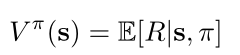 V^π(s) = 𝔼[R|s, π]